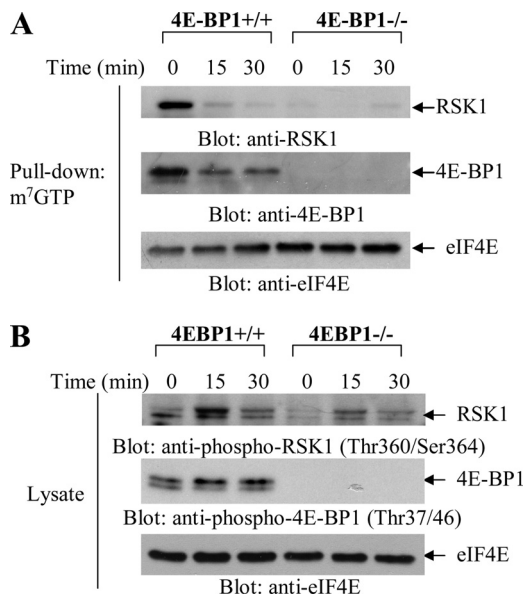 A
4E-BP1+/+ 4E-BP1-/-
Time (min) 0 15 30 0 15 30
RSK1
Blot: anti-RSK1
Pull-down:
m⁷GTP
4E-BP1
Blot: anti-4E-BP1
eIF4E
Blot: anti-eIF4E
B
4EBP1+/+ 4EBP1-/-
Time (min) 0 15 30 0 15 30
RSK1
Blot: anti-phospho-RSK1 (Thr360/Ser364)
Lysate
4E-BP1
Blot: anti-phospho-4E-BP1 (Thr37/46)
eIF4E
Blot: anti-eIF4E